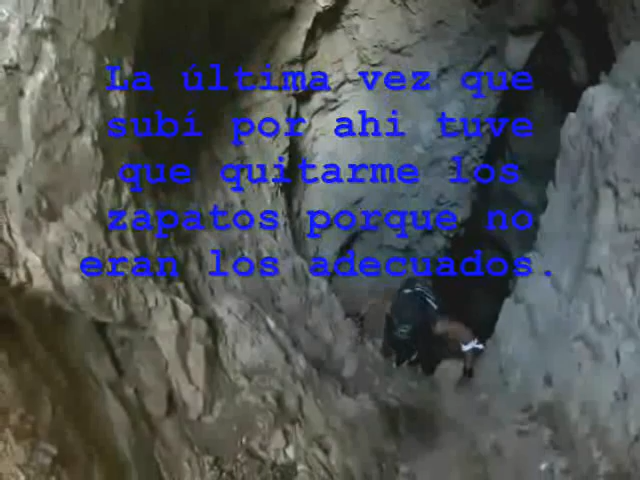 La última vez que
subí por ahi tuve
que quitarme los
zapatos porque no
eran los adecuados.